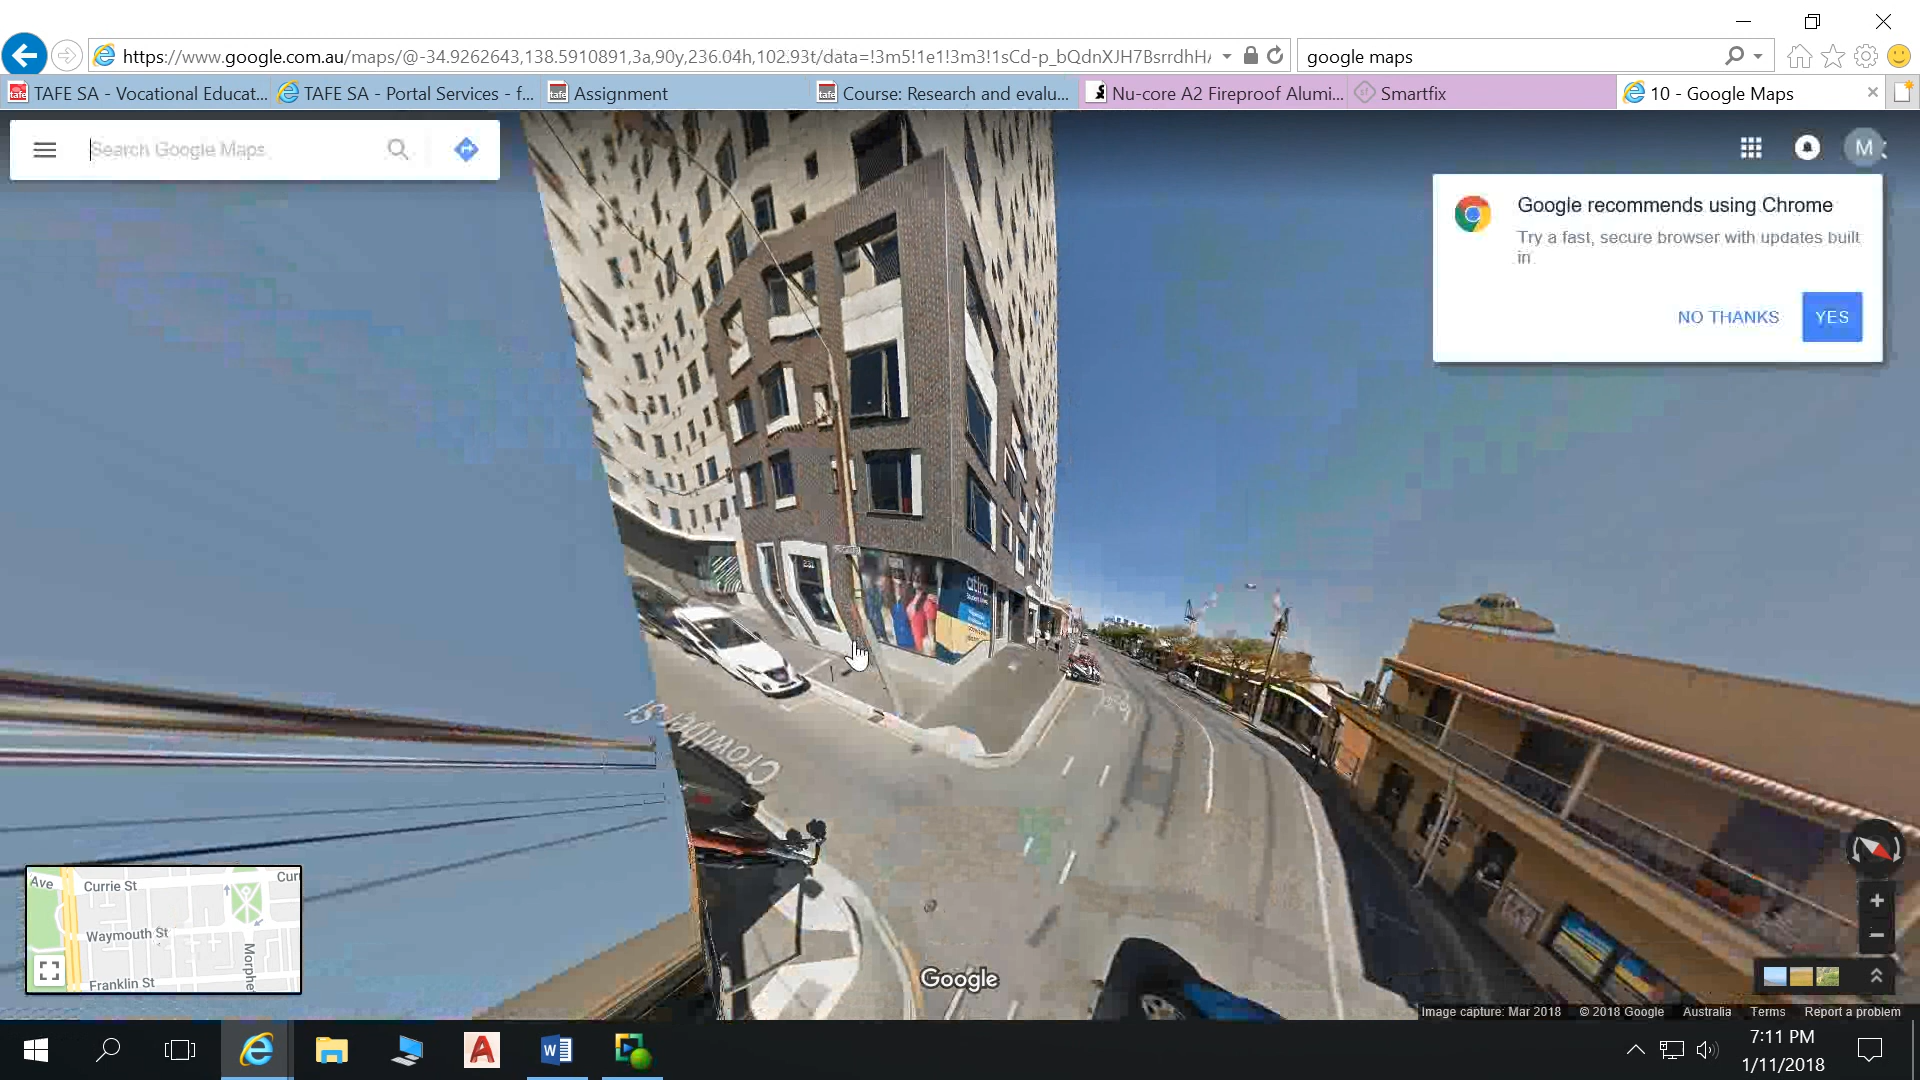 https://www.google.com.au/maps/@-34.9262643,138.5910891,3a,90y,236.04h,102.93t/data=!3m5!1e1!3m3!1sCd-p_bQdnXJH7BsrrdhH
google maps
TAFE SA - Vocational Educat...
TAFE SA - Portal Services - f...
Assignment
Course: Research and evalu...
Nu-core A2 Fireproof Alumi...
Smartfix
10 - Google Maps
Search Google Maps
M
Google recommends using Chrome
Try a fast, secure browser with updates built
in.
NO THANKS
YES
atira
Crowther St
Ave
Currie St
Curr
Waymouth St
Morphe
Franklin St
Google
Image capture: Mar 2018 © 2018 Google Australia Terms Report a problem
7:11 PM
1/11/2018